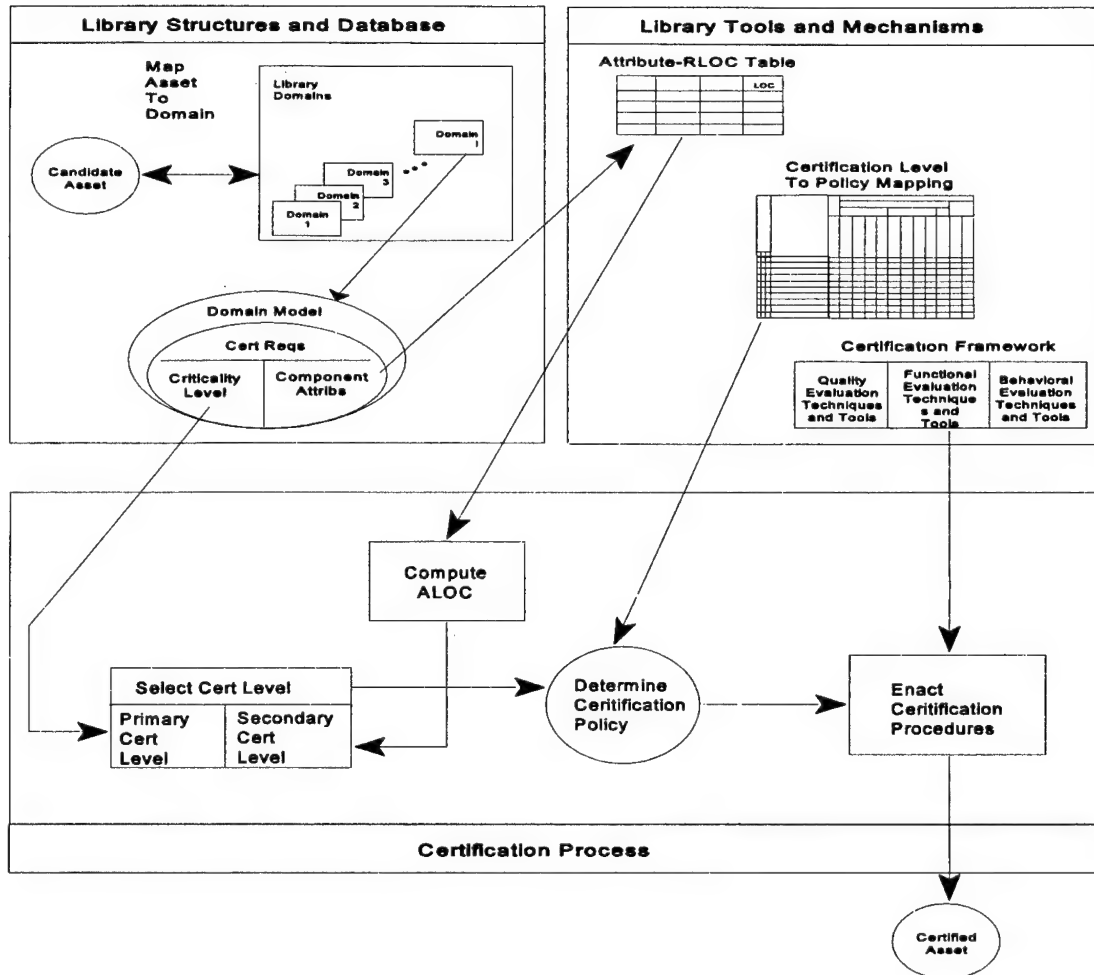 Library Structures and Database
Map
Asset
To
Domain
Library
Domains
Domain
I
Domain
3
Domain
2
Domain
1
Candidate
Asset
Domain Model
Cert Reqs
Criticality
Level
Component
Attribs
Library Tools and Mechanisms
Attribute-RLOC Table
LOC
Certification Level
To Policy Mapping
Certification Framework
Quality
Evaluation
Techniques
and Tools
Functional
Evaluation
Technique
s and
Tools
Behavioral
Evaluation
Techniques
and Tools
Compute
ALOC
Select Cert Level
Primary
Cert
Level
Secondary
Cert
Level
Determine
Ceritification
Policy
Enact
Ceritification
Procedures
Certification Process
Certified
Asset